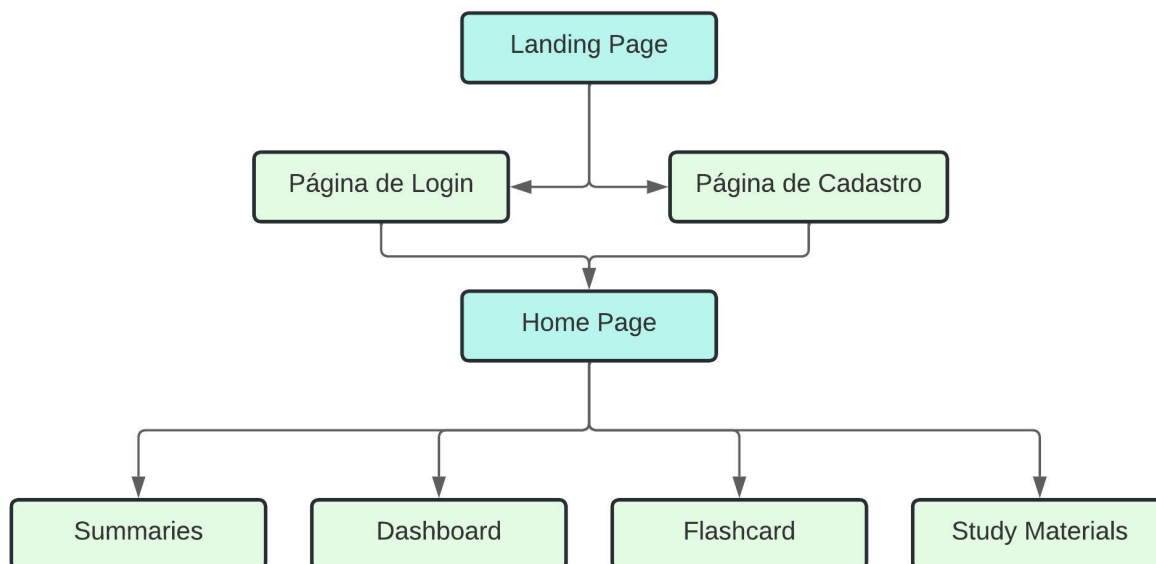 Landing Page
Página de Login
Página de Cadastro
Home Page
Summaries
Dashboard
Flashcard
Study Materials